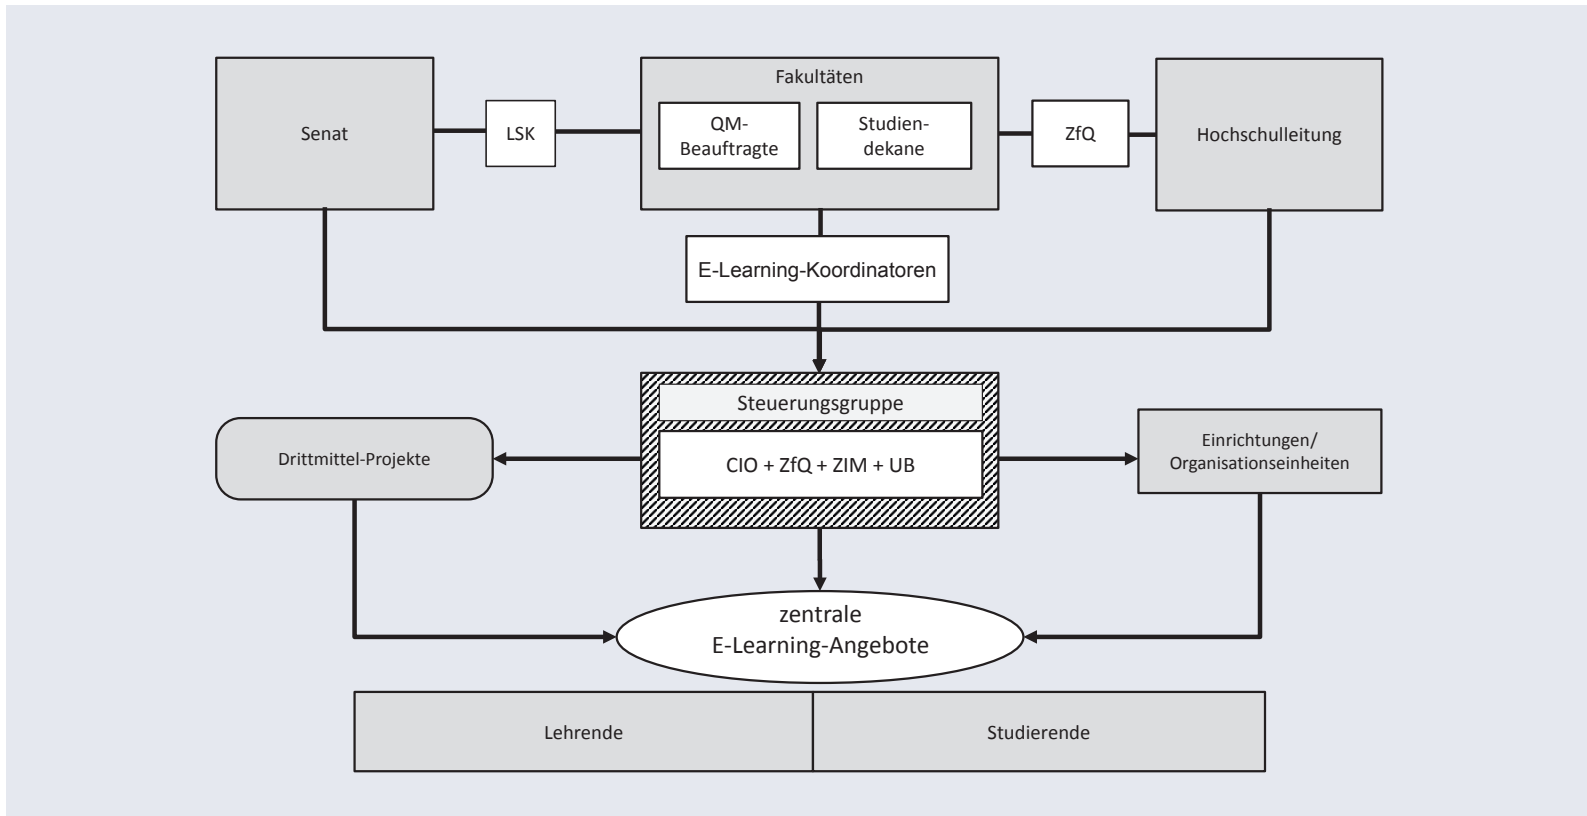 Fakultäten
Senat
LSK
QM-
Beauftragte
Studien-
dekane
ZfQ
Hochschulleitung
E-Learning-Koordinatoren
Steuerungsgruppe
Drittmittel-Projekte
CIO + ZfQ + ZIM + UB
Einrichtungen/
Organisationseinheiten
zentrale
E-Learning-Angebote
Lehrende
Studierende